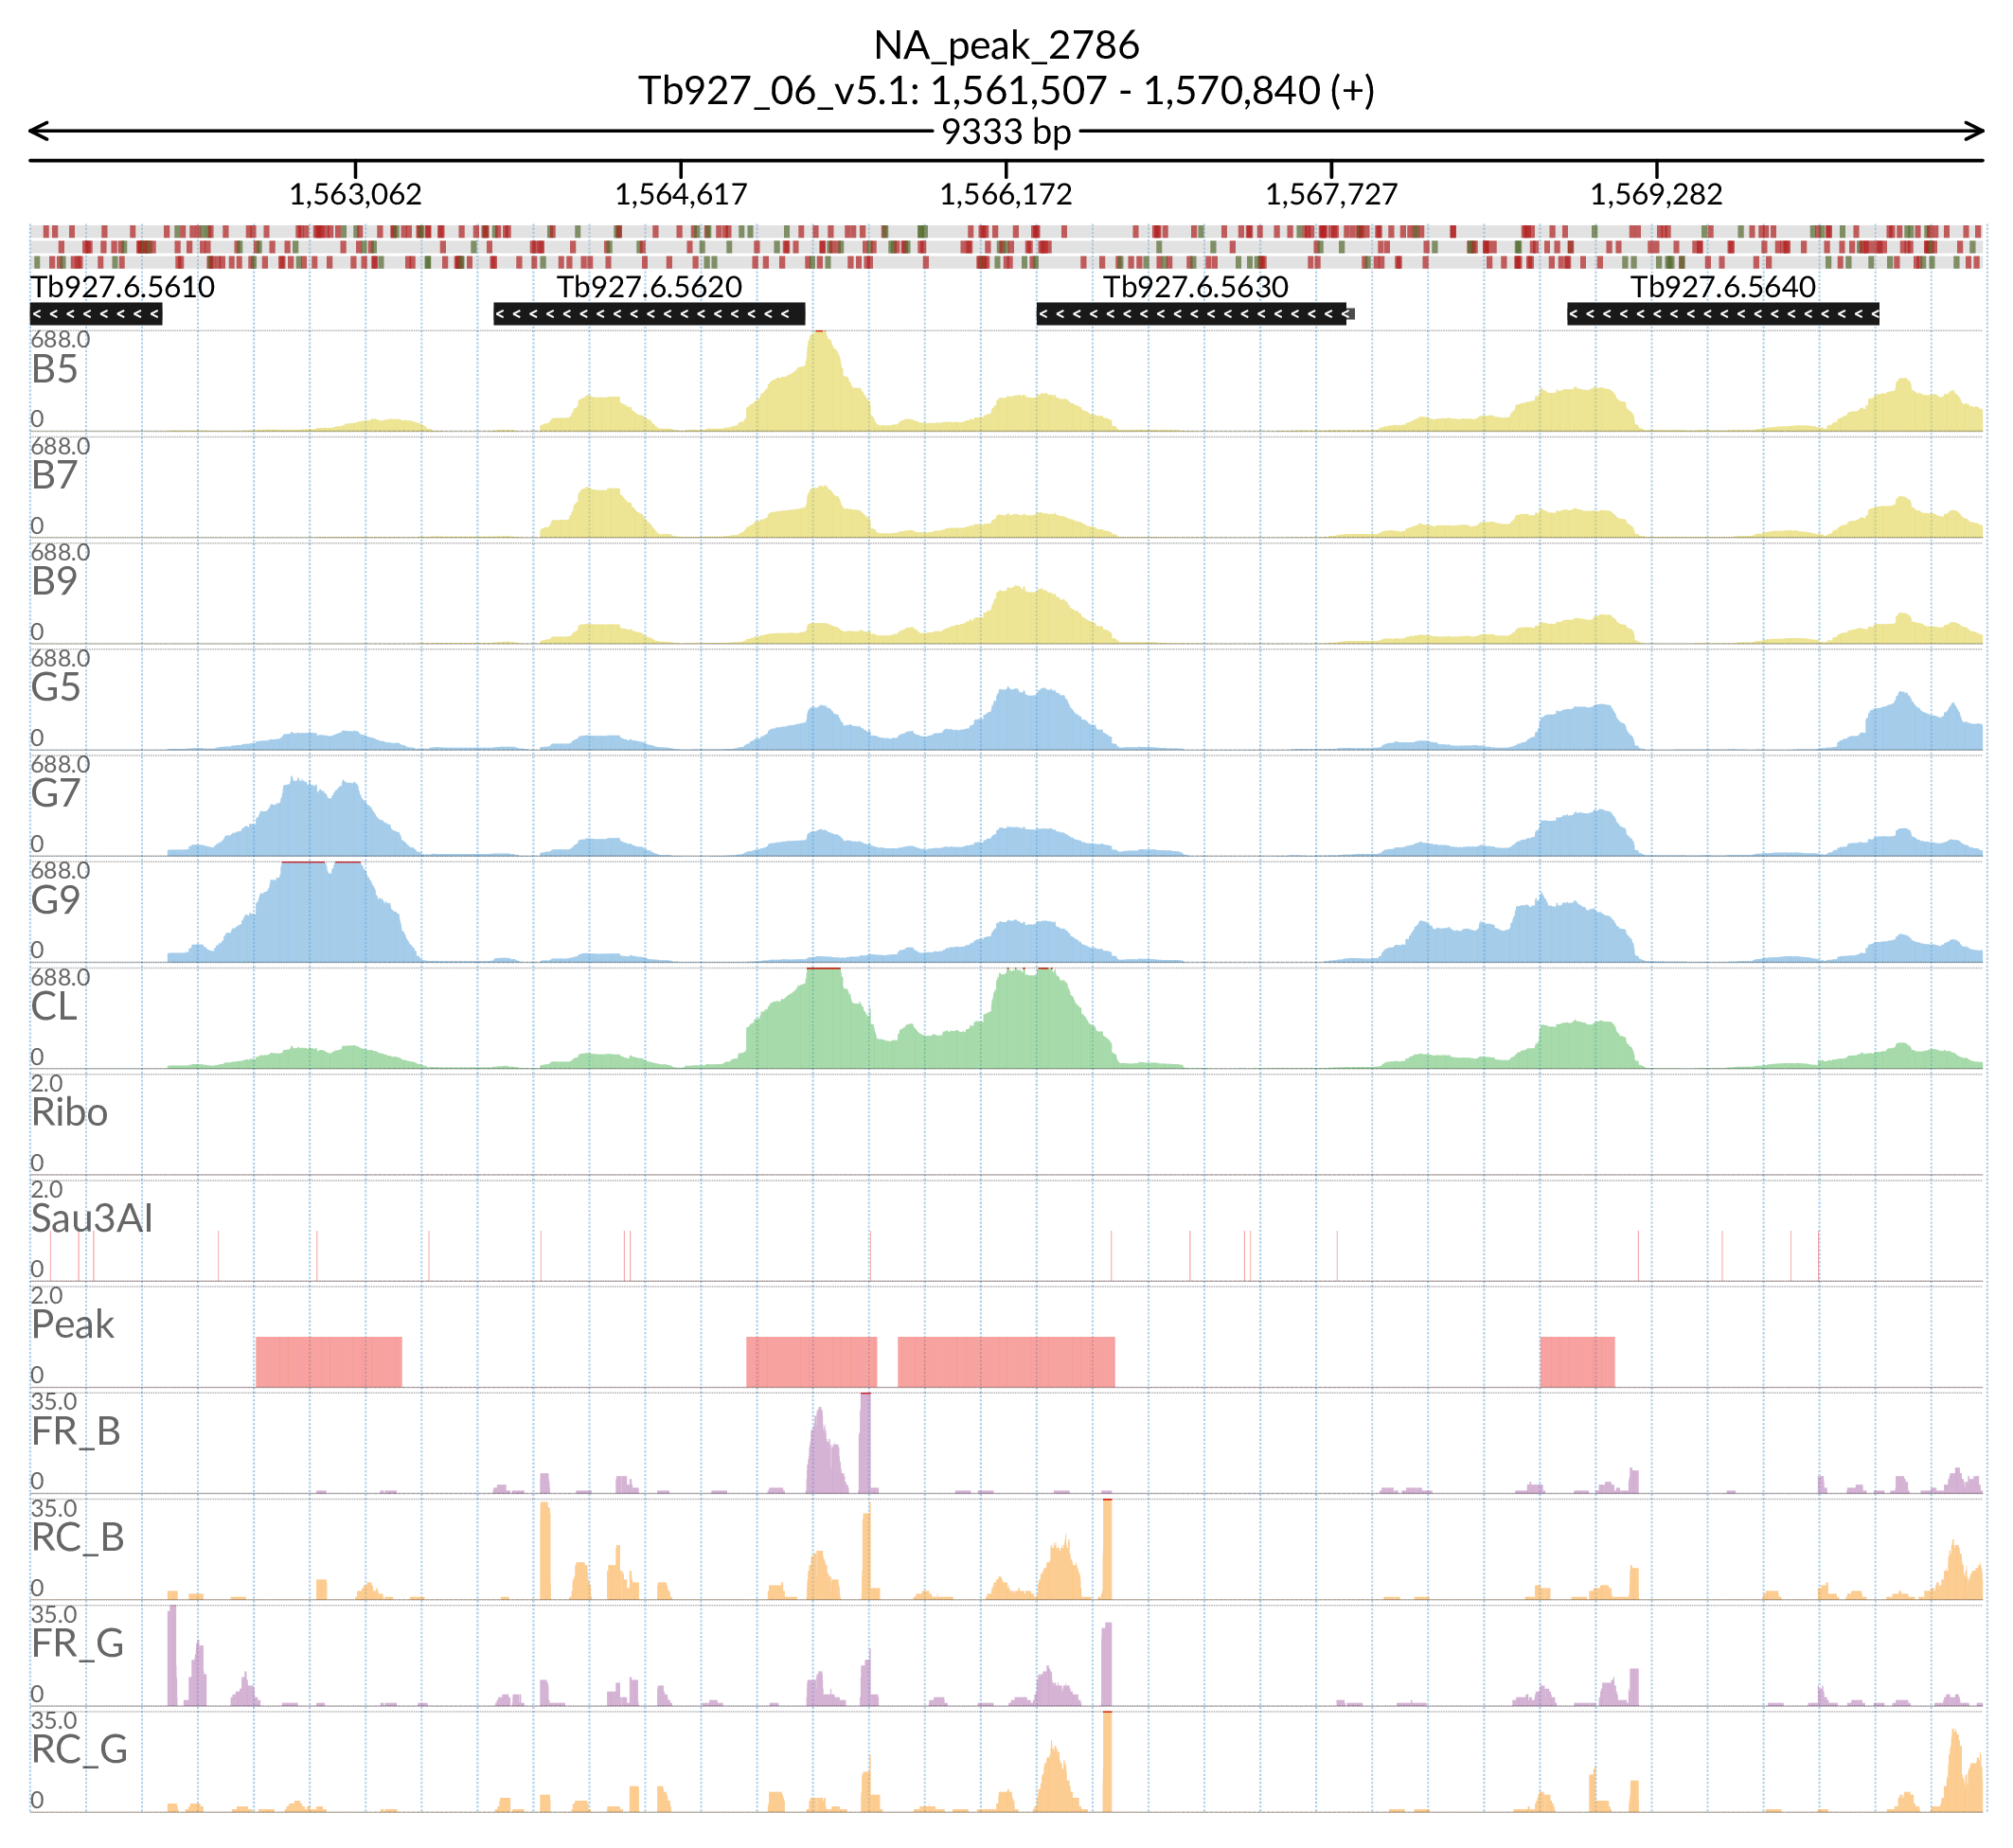 NA_peak_2786
Tb927_06_v5.1: 1,561,507 - 1,570,840 (+)
9333 bp
1,563,062 1,564,617 1,566,172 1,567,727 1,569,282
Tb927.6.5610 Tb927.6.5620 Tb927.6.5630 Tb927.6.5640
688.0
B5
0
688.0
B7
0
688.0
B9
0
688.0
G5
0
688.0
G7
0
688.0
G9
0
688.0
CL
0
2.0
Ribo
0
2.0
Sau3AI
0
2.0
Peak
0
35.0
FR_B
0
35.0
RC_B
0
35.0
FR_G
0
35.0
RC_G
0